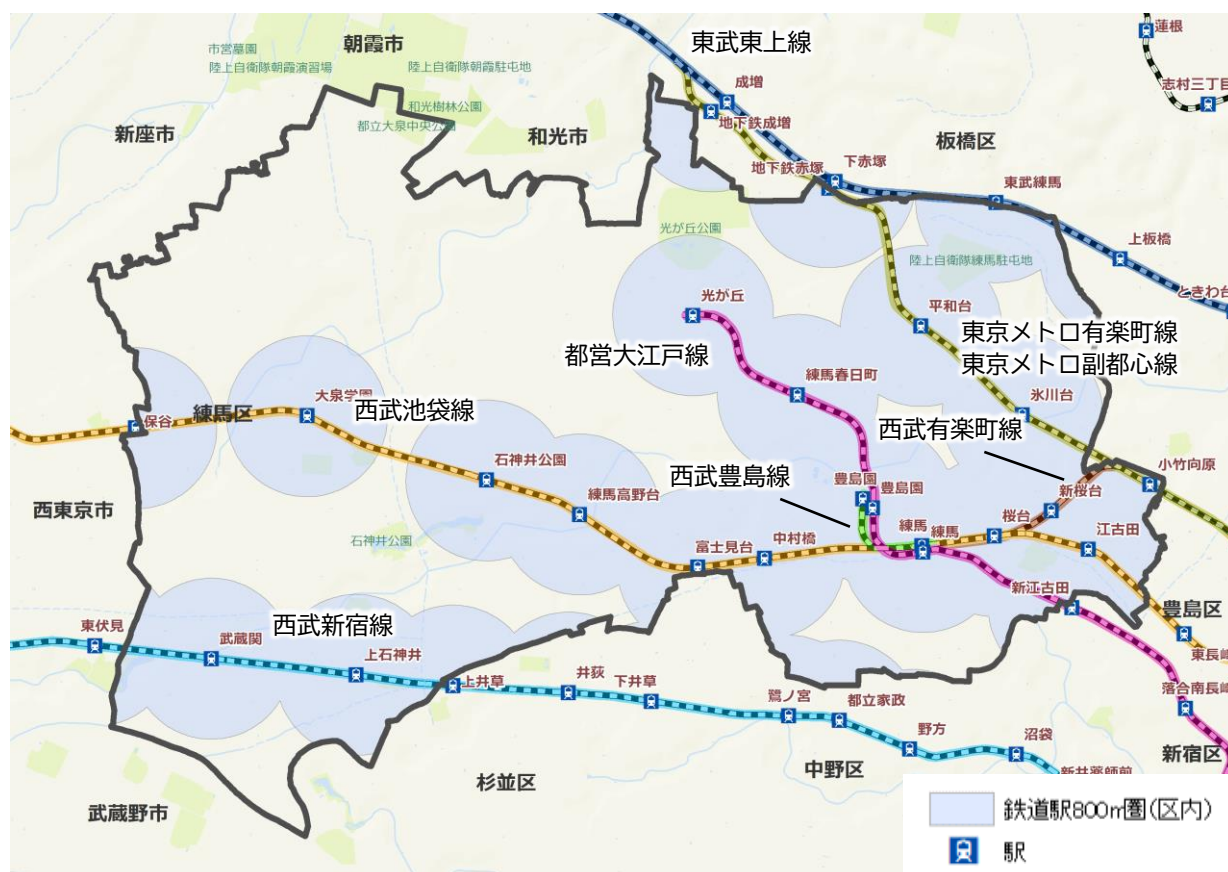 東武東上線
蓮根
市営墓園
朝霞市
陸上自衛隊朝霞演習場
陸上自衛隊朝霞駐屯地
成増
志村三丁目
和光樹林公園
新座市
都立大泉中央公園
和光市
地下鉄成増
板橋区
地下鉄赤塚
下赤塚
東武練馬
光が丘公園
上板橋
陸上自衛隊練馬駐屯地
光が丘
ときわ台
平和台
東京メトロ有楽町線
東京メトロ副都心線
都営大江戸線
練馬春日町
大泉学園
西武池袋線
練馬区
保谷
氷川台
西武有楽町線
石神井公園
小竹向原
西武豊島線
豊島園
豊島園
練馬高野台
新桜台
西東京市
石神井公園
練馬
練馬
桜台
江古田
富士見台
中村橋
新江古田
豊島区
東伏見
武蔵関
西武新宿線
上石神井
東長崎
上井草
井荻
下井草
鷺ノ宮
都立家政
落合南長崎
野方
沼袋
新宿区
新井薬師前
杉並区
中野区
武蔵野市
鉄道駅800m圏(区内)
駅